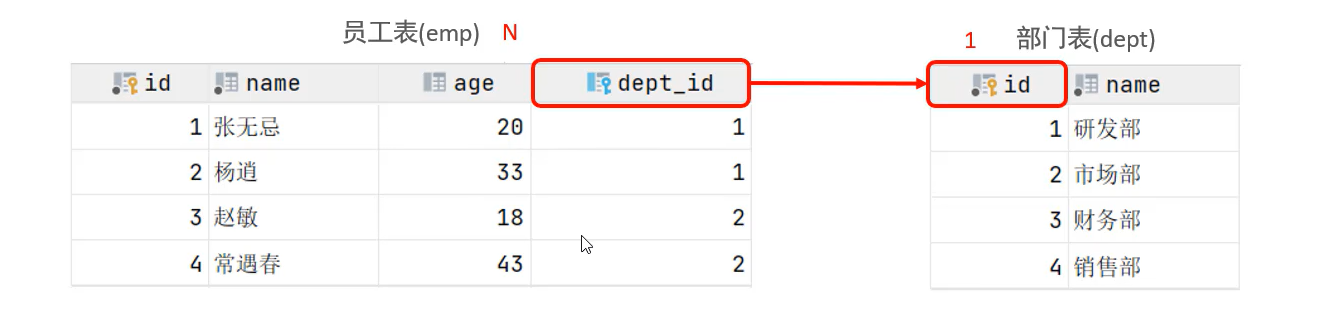 员工表(emp) N 1 部门表(dept)
id name age dept_id id name
1 张无忌 20 1 1 研发部
2 杨逍 33 1 2 市场部
3 赵敏 18 2 3 财务部
4 常遇春 43 2 4 销售部